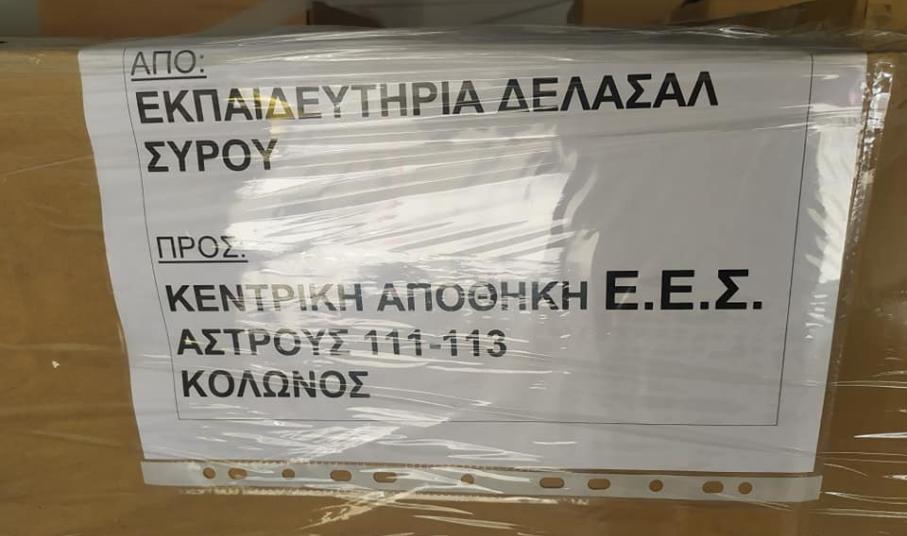 ΑΠΟ:
ΕΚΠΑΙΔΕΥΤΗΡΙΑ ΔΕΛΑΣΑΛ
ΣΥΡΟΥ
ΠΡΟΣ:
ΚΕΝΤΡΙΚΗ ΑΠΟΘΗΚΗ Ε.Ε.Σ.
ΑΣΤΡΟΥΣ 111-113
ΚΟΛΩΝΟΣ